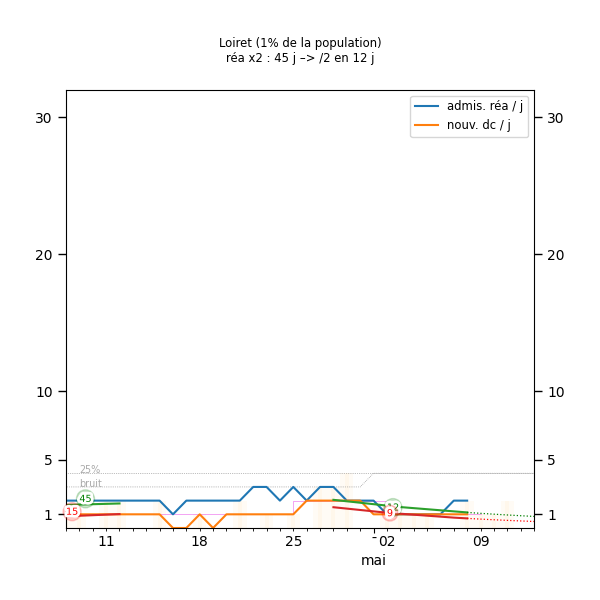 Loiret (1% de la population)
réa x2 : 45 j –> /2 en 12 j
admis. réa / j
nouv. dc / j
30 30
20 20
10 10
5 5
25%
bruit
45
15
12
9
1 1
11 18 25 02 09
mai